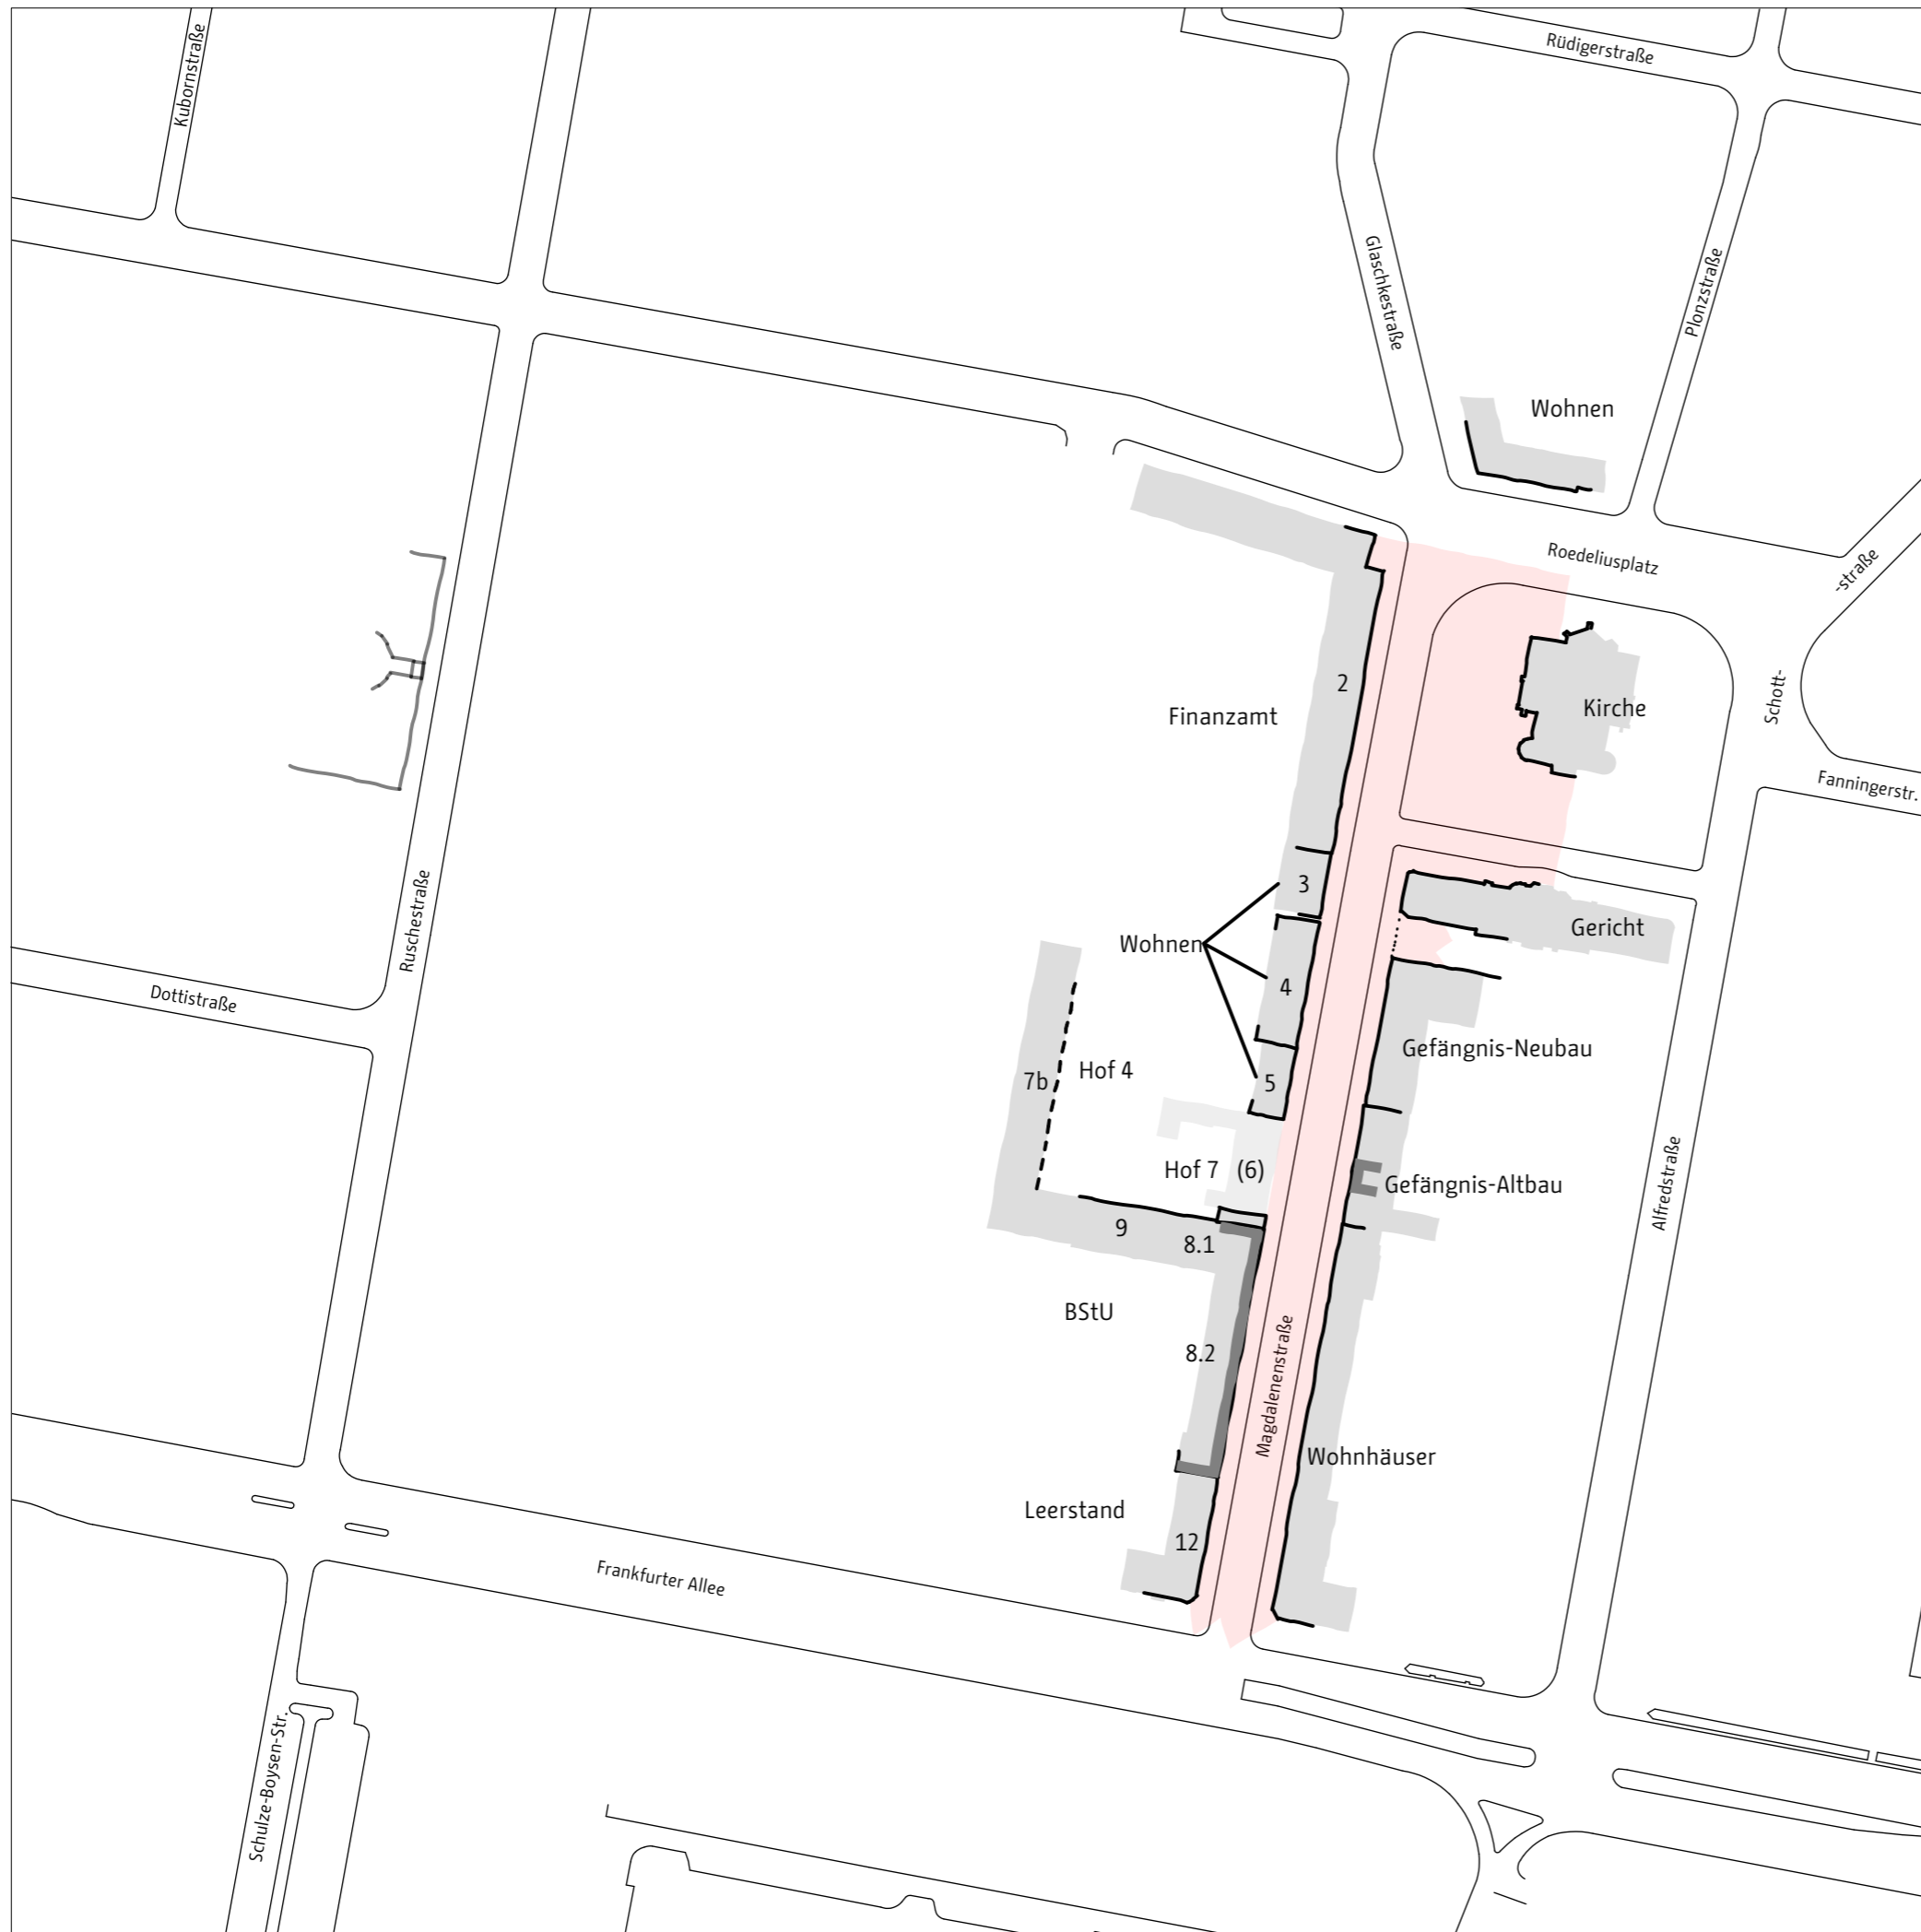 Kubornstraße
Rüdigerstraße
Glaschkestraße
Plonzstraße
Wohnen
Roedeliusplatz
-straße
Schott-
2
Finanzamt
Kirche
Fanningerstr.
3
Ruschestraße
Gericht
Wohnen
4
Dottistraße
Gefängnis-Neubau
Hof 4
7b
5
Alfredstraße
Hof 7
(6)
Gefängnis-Altbau
9
8.1
BStU
8.2
Magdalenenstraße
Wohnhäuser
Leerstand
12
Frankfurter Allee
Schulze-Boysen-Str.